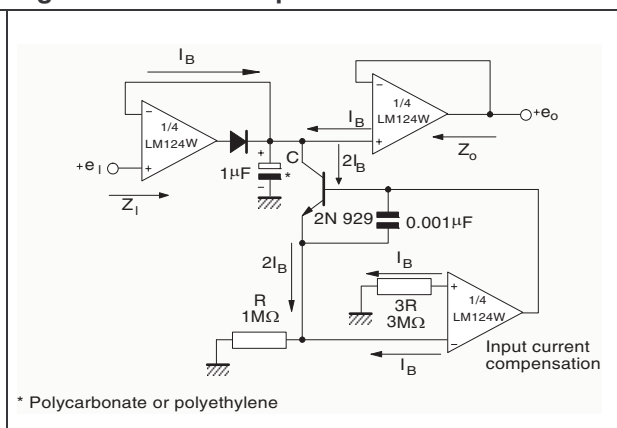 I_B
1/4
LM124W
+e_I
Z_I
+
1µF
*
C
I_B
2I_B
1/4
LM124W
+e_o
Z_o
2N 929
0.001µF
2I_B
R
1MΩ
I_B
3R
3MΩ
1/4
LM124W
I_B
Input current
compensation
* Polycarbonate or polyethylene